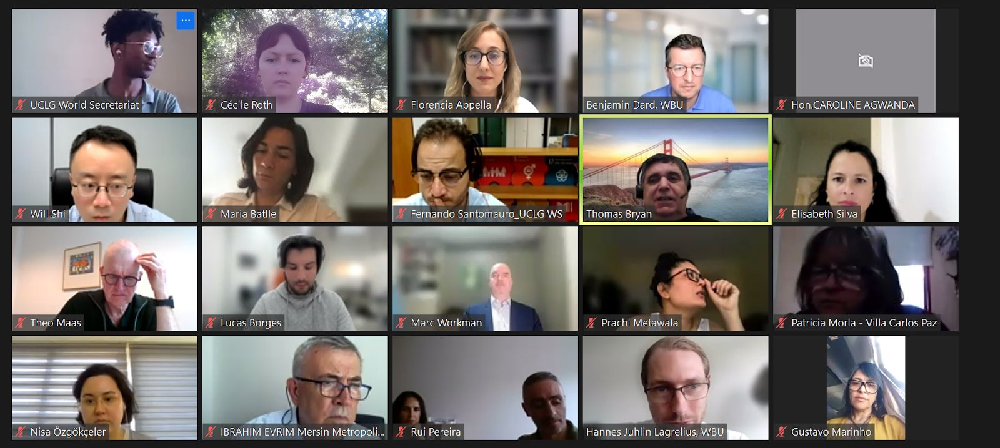 UCLG World Secretariat
Cécile Roth
Florencia Appella
Benjamin Dard, WBU
Hon.CAROLINE AGWANDA
Will Shi
Maria Batlle
Fernando Santomauro_UCLG WS
Thomas Bryan
Elisabeth Silva
Theo Maas
Lucas Borges
Marc Workman
Prachi Metawala
Patricia Morla - Villa Carlos Paz
Nisa Özgökçeler
IBRAHIM EVRIM Mersin Metropoli...
Rui Pereira
Hannes Juhlin Lagrelius, WBU
Gustavo Marinho